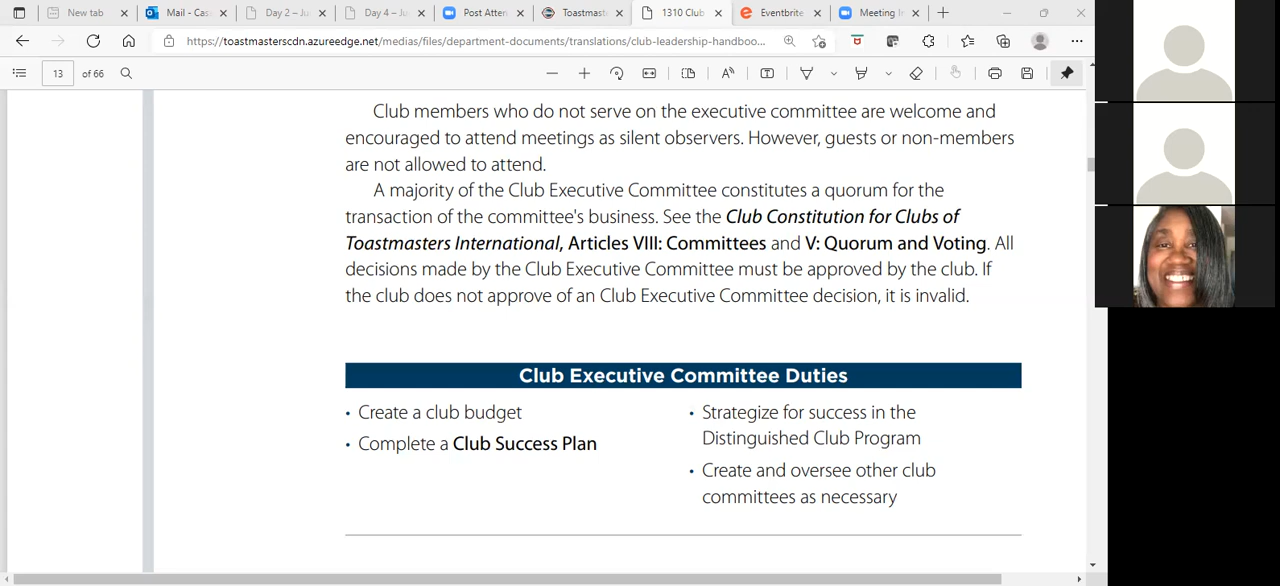 New tab
Mail - Cas
Day 2 – Ju
Day 4 – Ju
Post Atten
Toastmast
1310 Club
Eventbrite
Meeting In
https://toastmasterscdn.azureedge.net/medias/files/department-documents/translations/club-leadership-handboo...
13 of 66
Club members who do not serve on the executive committee are welcome and
encouraged to attend meetings as silent observers. However, guests or non-members
are not allowed to attend.
A majority of the Club Executive Committee constitutes a quorum for the
transaction of the committee's business. See the Club Constitution for Clubs of
Toastmasters International, Articles VIII: Committees and V: Quorum and Voting. All
decisions made by the Club Executive Committee must be approved by the club. If
the club does not approve of an Club Executive Committee decision, it is invalid.
Club Executive Committee Duties
• Create a club budget
• Complete a Club Success Plan
• Strategize for success in the
Distinguished Club Program
• Create and oversee other club
committees as necessary